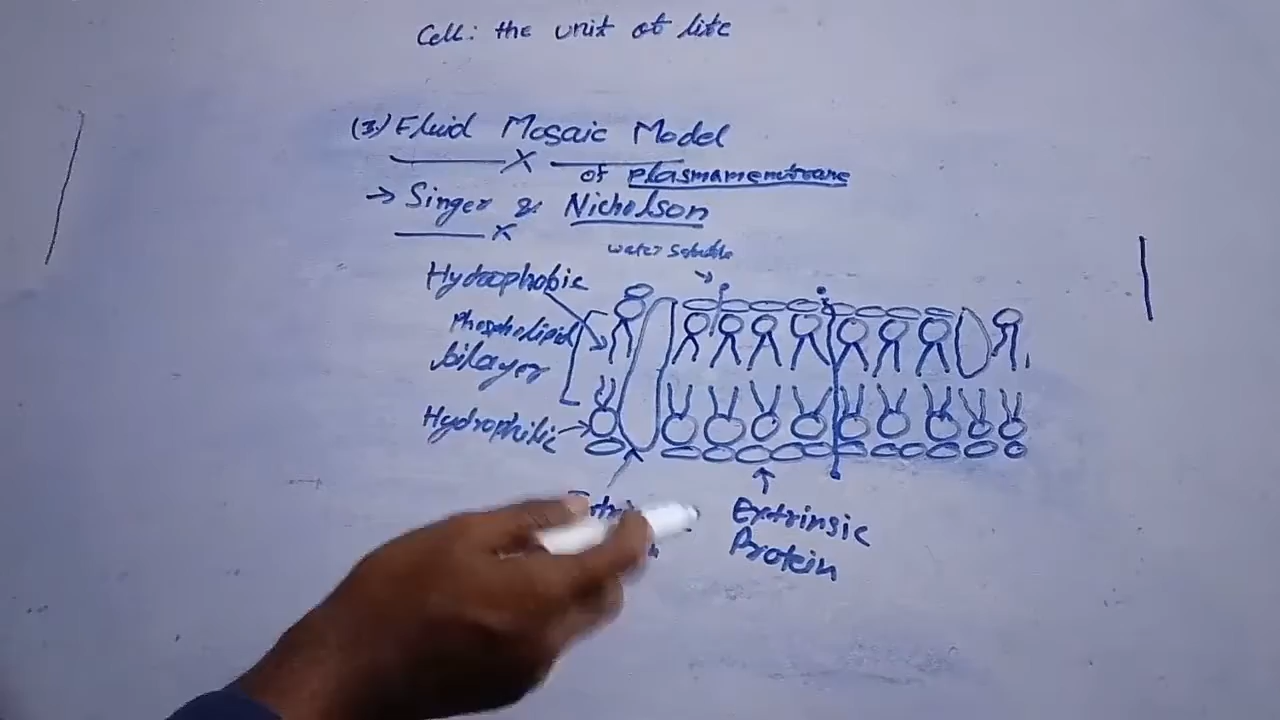 Cell: the unit of life
(3.) Fluid Mosaic Model
of plasmamembrane
→ Singer & Nicholson
water soluble
Hydrophobic
Phospholipid
bilayer
Hydrophilic
Extrinsic
Protein